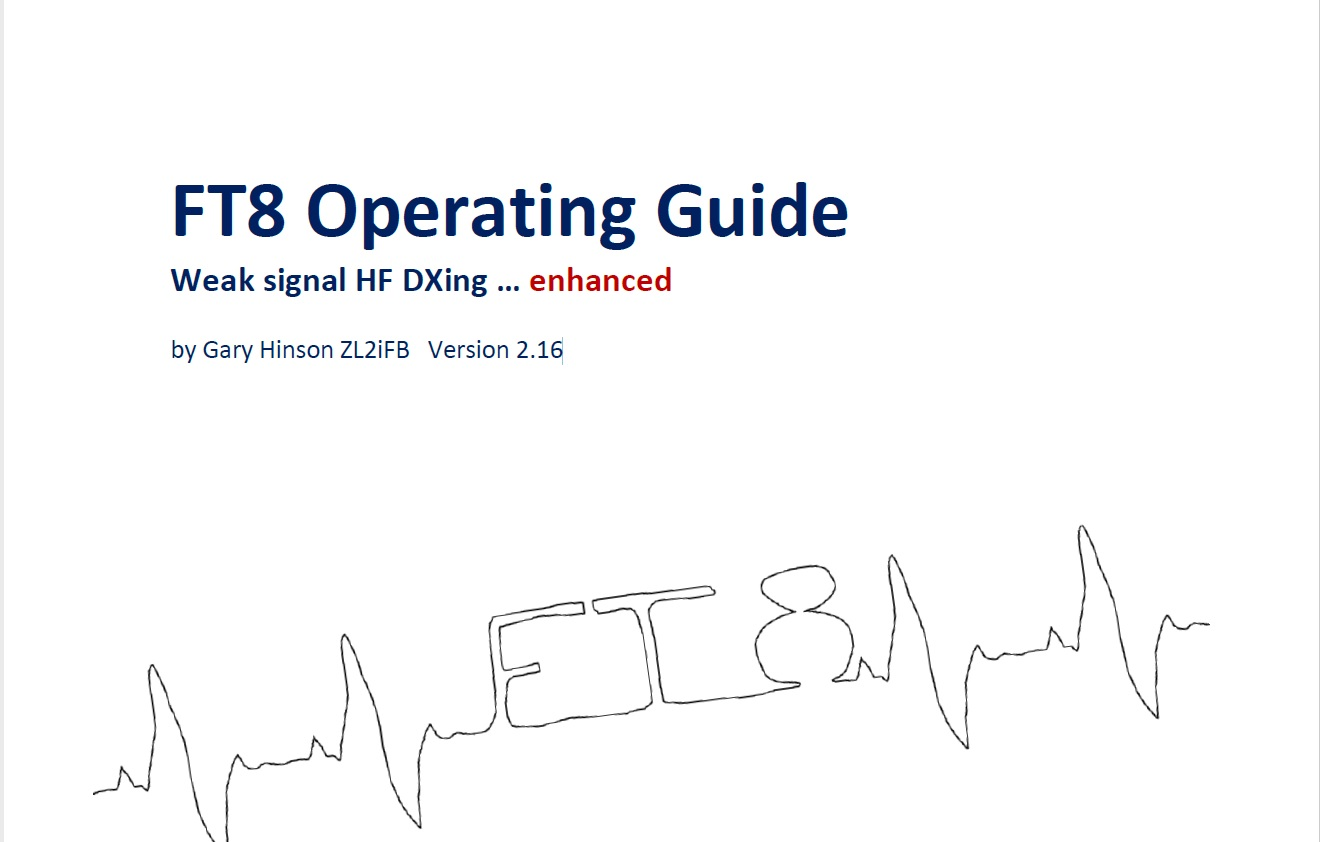 FT8 Operating Guide
Weak signal HF DXing ... enhanced
by Gary Hinson ZL2iFB Version 2.16
FT8